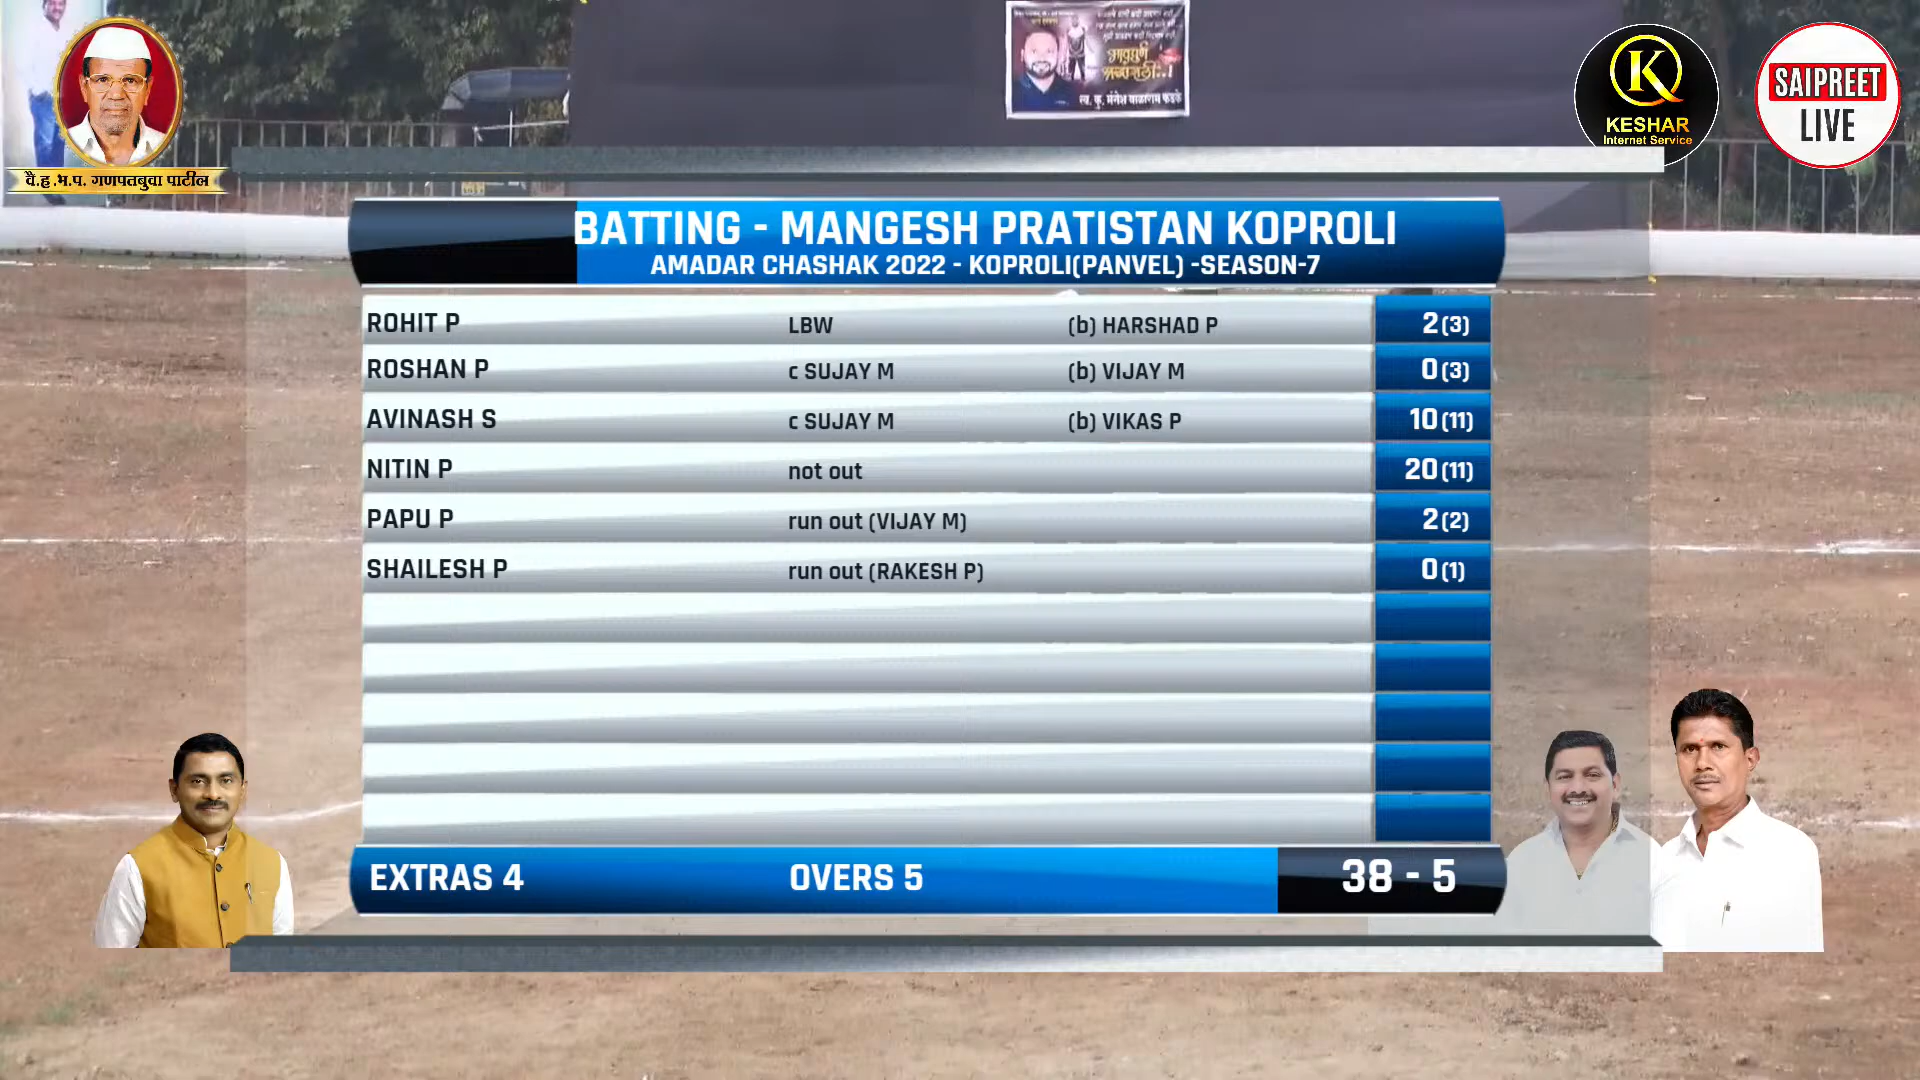 वै.ह.भ.प. गणपतबुवा पाटील
स्व. कु. मंगेश वाळाराम फडके
KESHAR
Internet Service
SAIPREET
LIVE
BATTING - MANGESH PRATISTAN KOPROLI
AMADAR CHASHAK 2022 - KOPROLI(PANVEL) -SEASON-7
ROHIT P LBW (b) HARSHAD P 2(3)
ROSHAN P c SUJAY M (b) VIJAY M 0(3)
AVINASH S c SUJAY M (b) VIKAS P 10(11)
NITIN P not out 20(11)
PAPU P run out (VIJAY M) 2(2)
SHAILESH P run out (RAKESH P) 0(1)
EXTRAS 4 OVERS 5 38 - 5